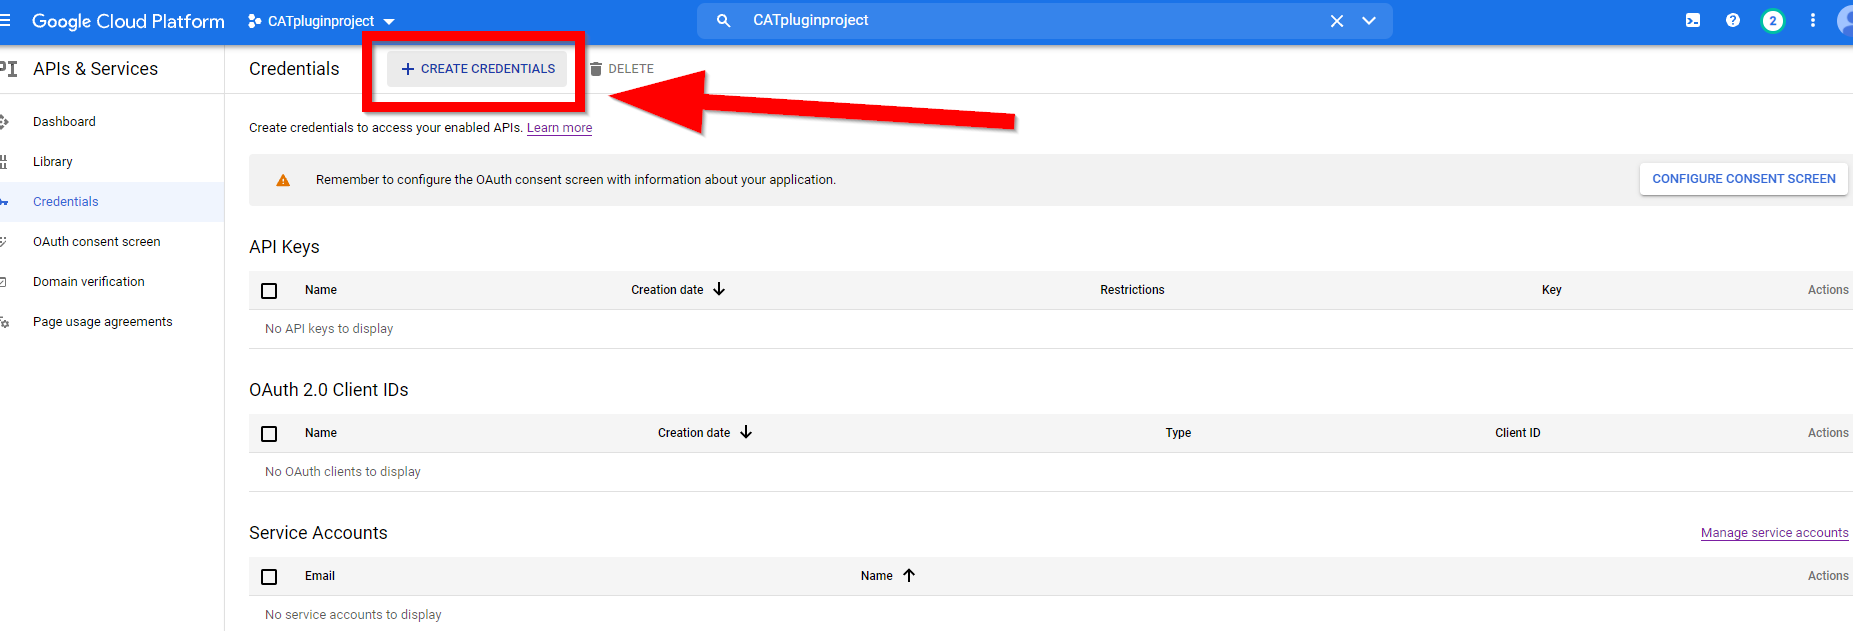 Google Cloud Platform CATpluginproject CATpluginproject 2
PI APIs & Services Credentials + CREATE CREDENTIALS DELETE
Dashboard
Create credentials to access your enabled APIs. Learn more
Library
Remember to configure the OAuth consent screen with information about your application. CONFIGURE CONSENT SCREEN
Credentials
OAuth consent screen
API Keys
Domain verification
Name Creation date Restrictions Key Actions
Page usage agreements
No API keys to display
OAuth 2.0 Client IDs
Name Creation date Type Client ID Actions
No OAuth clients to display
Service Accounts Manage service accounts
Email Name Actions
No service accounts to display